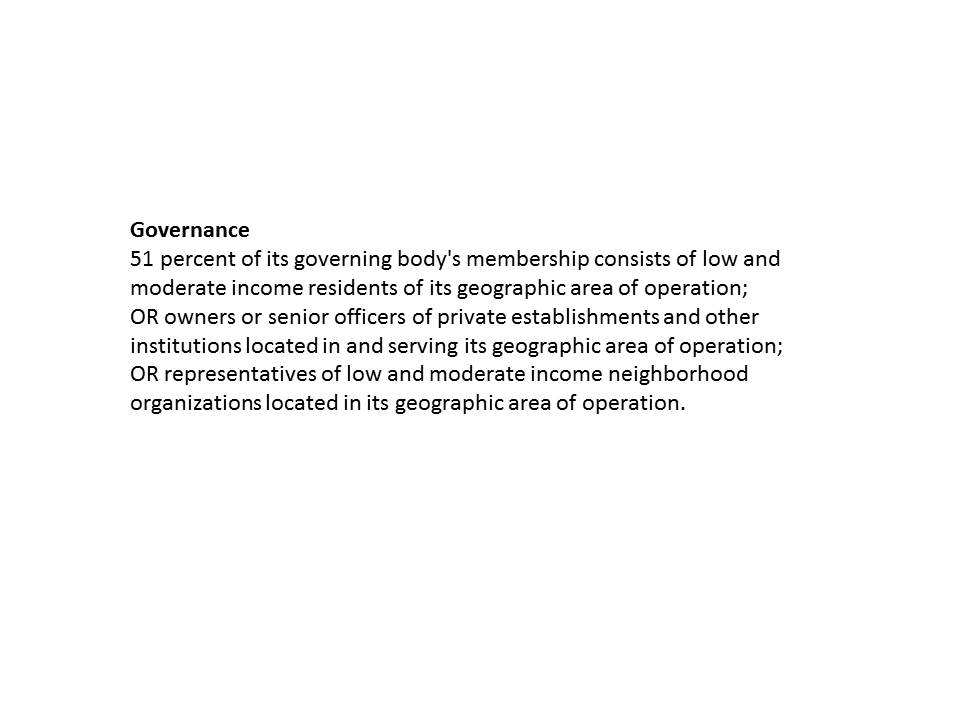 Governance
51 percent of its governing body's membership consists of low and
moderate income residents of its geographic area of operation;
OR owners or senior officers of private establishments and other
institutions located in and serving its geographic area of operation;
OR representatives of low and moderate income neighborhood
organizations located in its geographic area of operation.